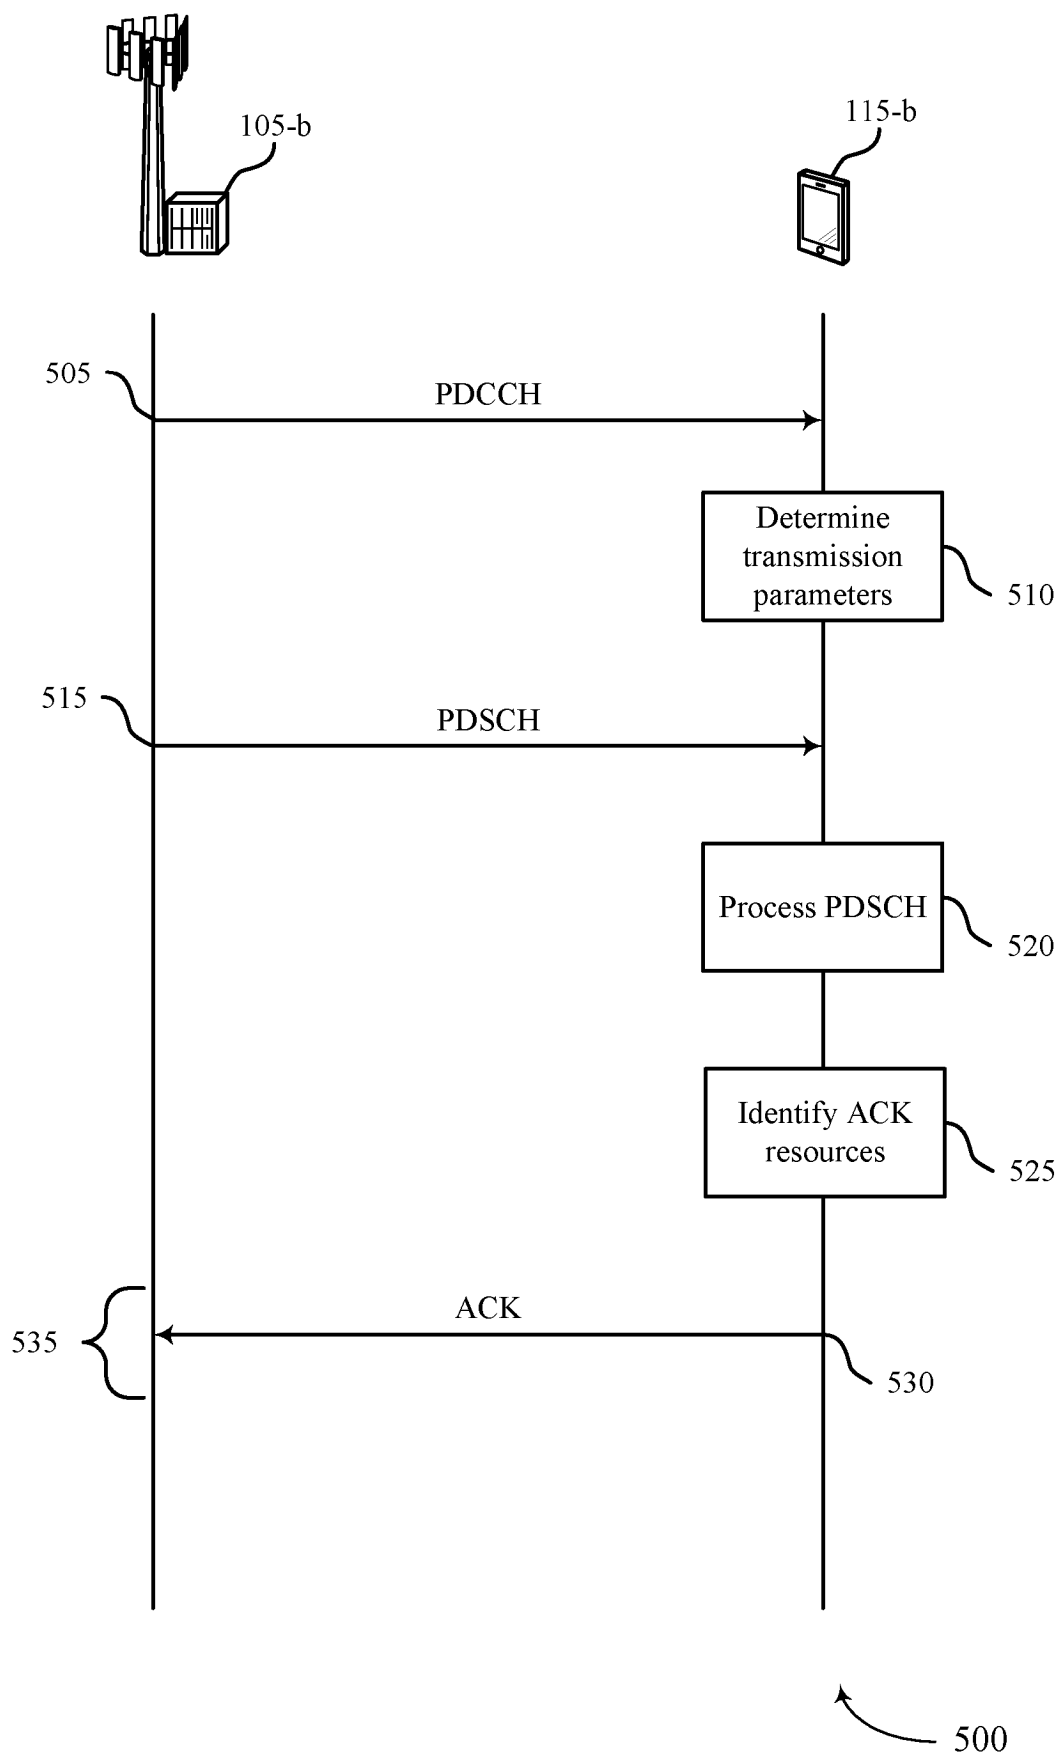 105-b
115-b
505
PDCCH
Determine
transmission
parameters
510
515
PDSCH
Process PDSCH
520
Identify ACK
resources
525
ACK
535
530
500